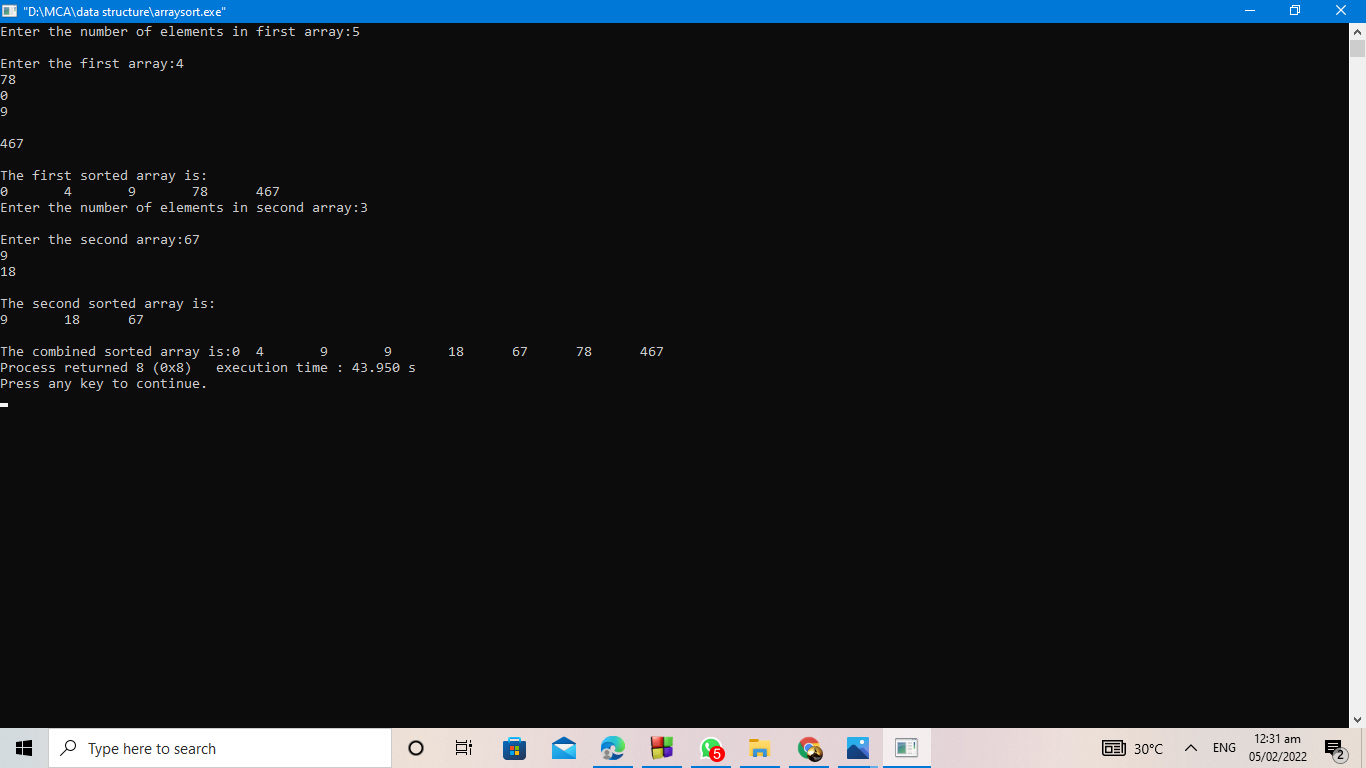 "D:\MCA\data structure\arraysort.exe"
Enter the number of elements in first array:5
Enter the first array:4
78
0
9
467
The first sorted array is:
0 4 9 78 467
Enter the number of elements in second array:3
Enter the second array:67
9
18
The second sorted array is:
9 18 67
The combined sorted array is:0 4 9 9 18 67 78 467
Process returned 8 (0x8) execution time : 43.950 s
Press any key to continue.
Type here to search
5
30°C
ENG
12:31 am
05/02/2022
2